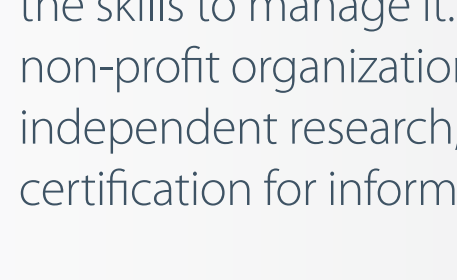 the skills to manage it.
non-profit organizatio
independent research,
certification for inform